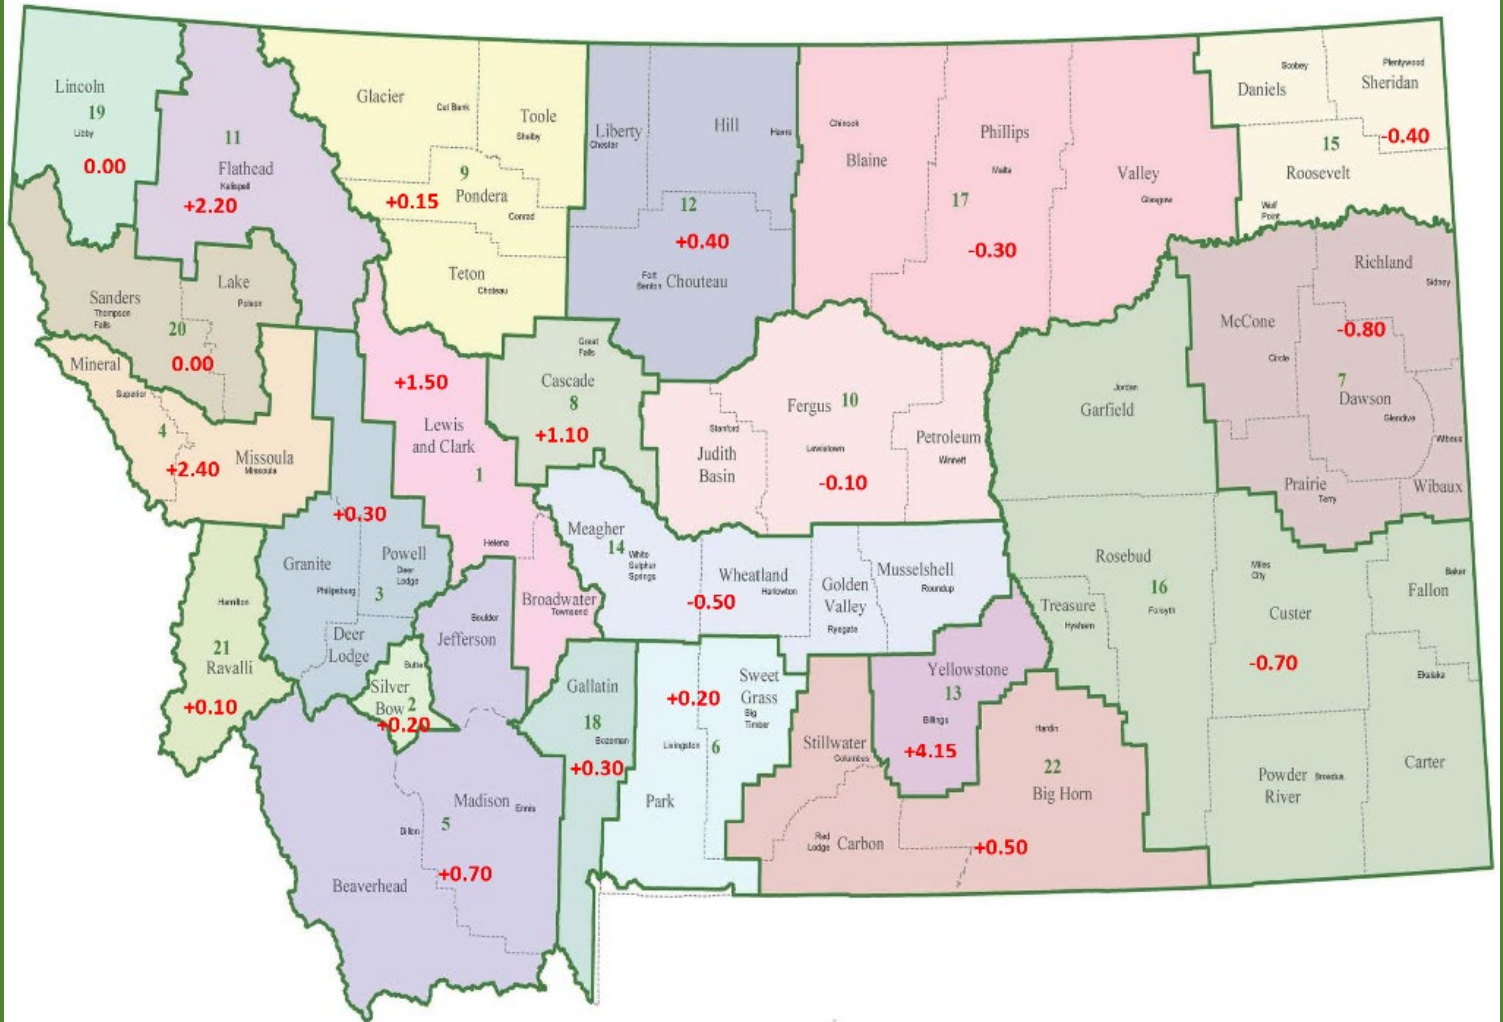 Lincoln
19
Libby
0.00
11
Flathead
Kalispell
+2.20
Glacier
Cut Bank
Toole
Shelby
9
Pondera
+0.15
Conrad
Teton
Choteau
Liberty
Chester
Hill
Havre
12
+0.40
Fort
Benton
Chouteau
Chinook
Blaine
Phillips
Malta
17
-0.30
Valley
Glasgow
Scobey
Daniels
Plentywood
Sheridan
-0.40
15
Roosevelt
Wolf
Point
Richland
Sidney
McCone
-0.80
Circle
7
Dawson
Glendive
Wibaux
Prairie
Terry
Wibaux
Sanders
Thompson
Falls
Lake
Polson
20
0.00
Mineral
Superior
4
+2.40
Missoula
Missoula
+1.50
Lewis
and Clark
1
Helena
Great
Falls
Cascade
8
+1.10
Fergus 10
Stanford
Judith
Basin
Lewistown
-0.10
Petroleum
Winnett
Jordan
Garfield
+0.30
Granite
Philipsburg
Powell
Deer
Lodge
3
Deer
Lodge
Meagher
14
White
Sulphur
Springs
Wheatland
Harlowton
-0.50
Golden
Valley
Ryegate
Musselshell
Roundup
Rosebud
16
Forsyth
Treasure
Hysham
Miles
City
Custer
-0.70
Baker
Fallon
Ekalaka
Carter
Powder
River
Broadus
Hamilton
21
Ravalli
+0.10
Boulder
Jefferson
Broadwater
Townsend
Butte
Silver
Bow
2
+0.20
Gallatin
18
Bozeman
+0.30
+0.20
Sweet
Grass
Big
Timber
Livingston
6
Park
Yellowstone
13
Billings
+4.15
Stillwater
Columbus
Hardin
22
Big Horn
Red
Lodge
Carbon
+0.50
Madison
Ennis
Dillon
5
+0.70
Beaverhead